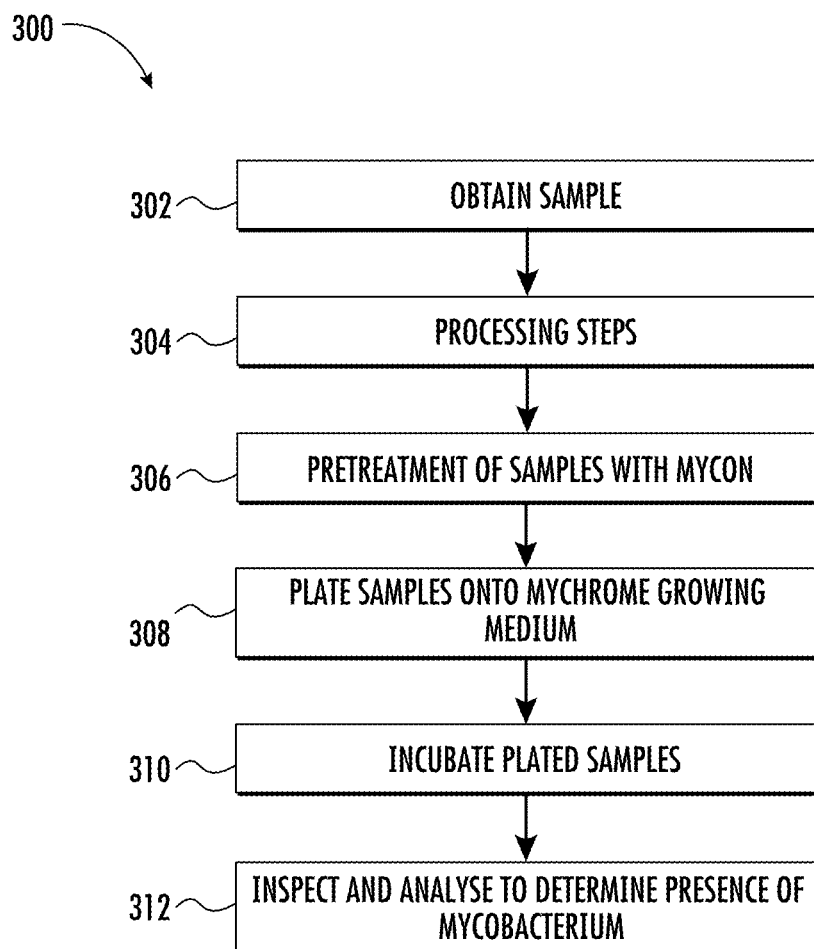 300
302
OBTAIN SAMPLE
304
PROCESSING STEPS
306
PRETREATMENT OF SAMPLES WITH MYCON
308
PLATE SAMPLES ONTO MYCHROME GROWING
MEDIUM
310
INCUBATE PLATED SAMPLES
312
INSPECT AND ANALYSE TO DETERMINE PRESENCE OF
MYCOBACTERIUM